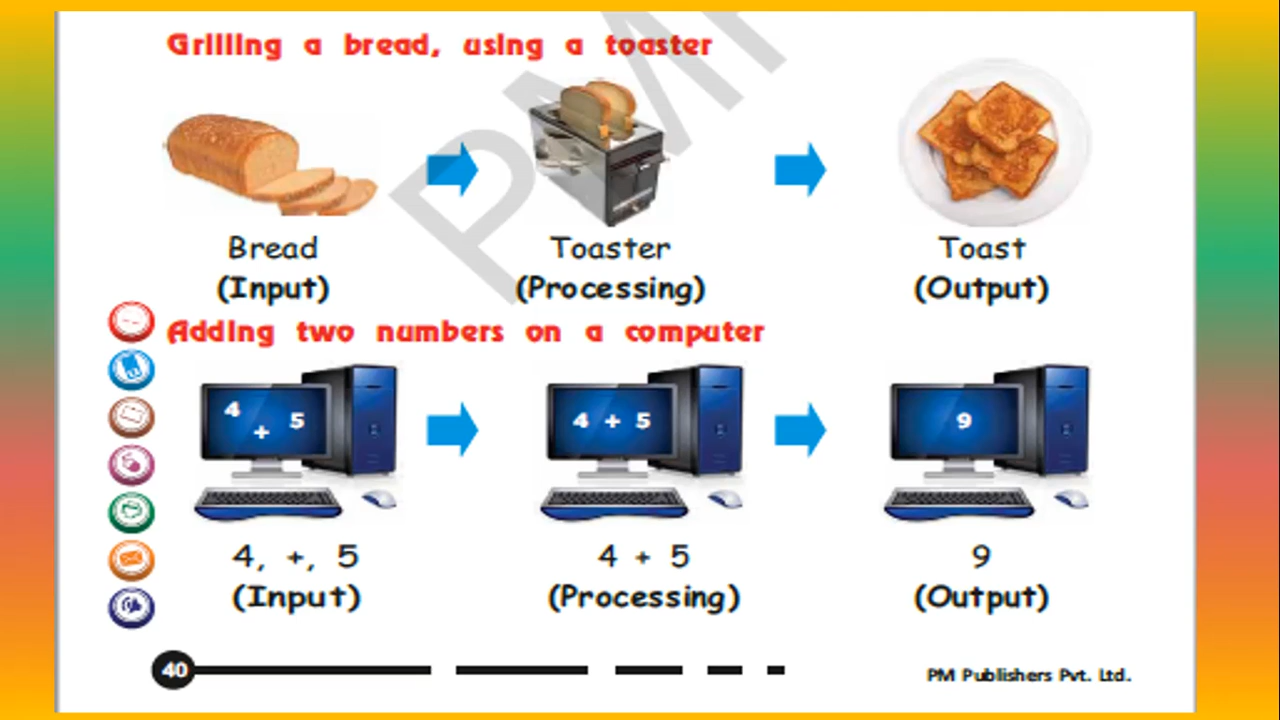 Grilling a bread, using a toaster
Bread Toaster Toast
(Input) (Processing) (Output)
Adding two numbers on a computer
4 + 5 4 + 5 9
4, +, 5 4 + 5 9
(Input) (Processing) (Output)
40 PM Publishers Pvt. Ltd.